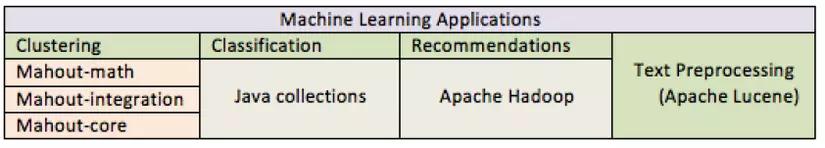 Machine Learning Applications
Clustering
Classification
Recommendations
Text Preprocessing
(Apache Lucene)
Mahout-math
Mahout-integration
Mahout-core
Java collections
Apache Hadoop